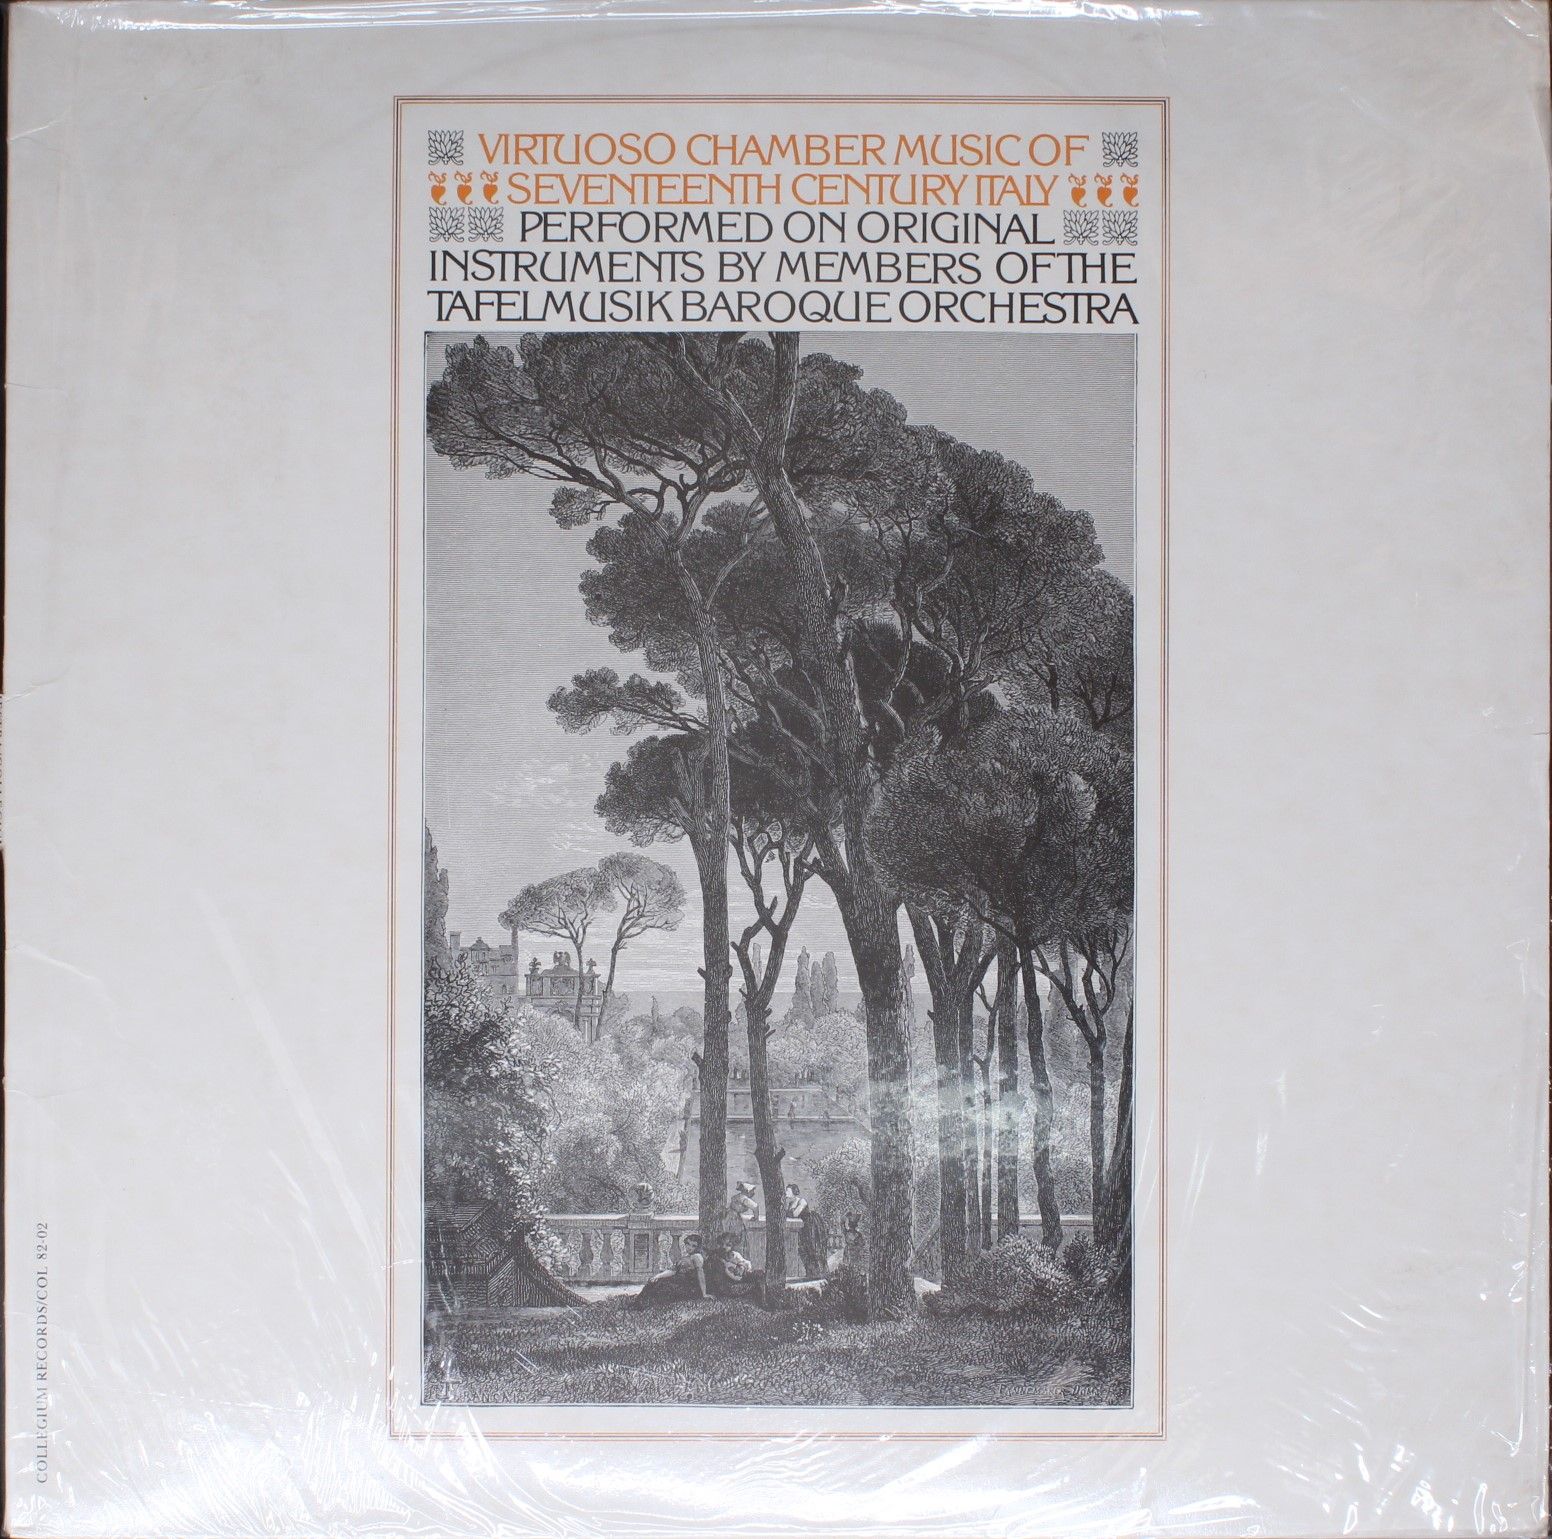 VIRTUOSO CHAMBER MUSIC OF
SEVENTEENTH CENTURY ITALY
PERFORMED ON ORIGINAL
INSTRUMENTS BY MEMBERS OF THE
TAFELMUSIK BAROQUE ORCHESTRA
COLLEGIUM RECORDS/COL 82-02